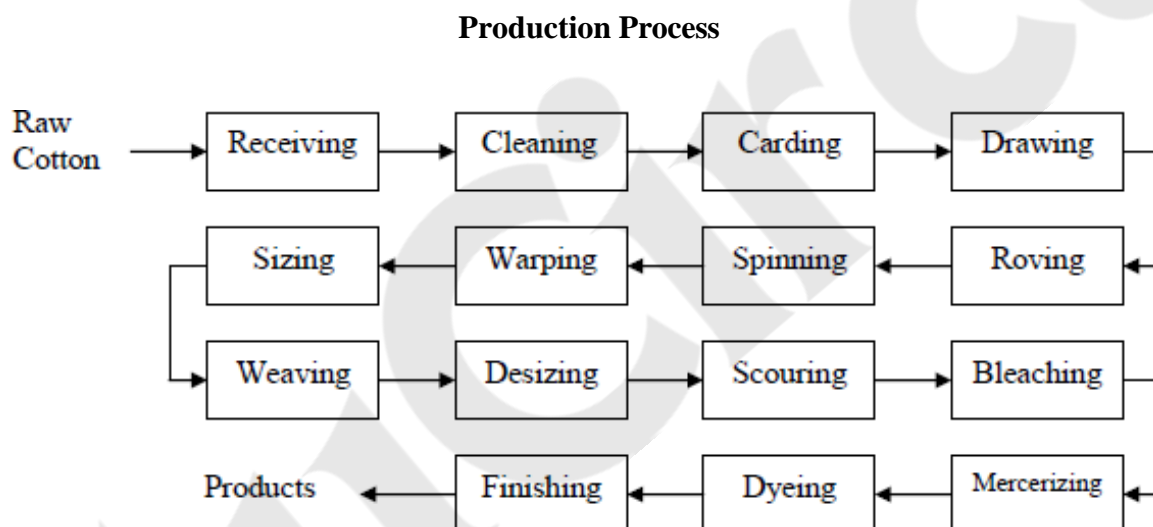 Production Process
Raw
Cotton
Receiving
Cleaning
Carding
Drawing
Sizing
Warping
Spinning
Roving
Weaving
Desizing
Scouring
Bleaching
Products
Finishing
Dyeing
Mercerizing